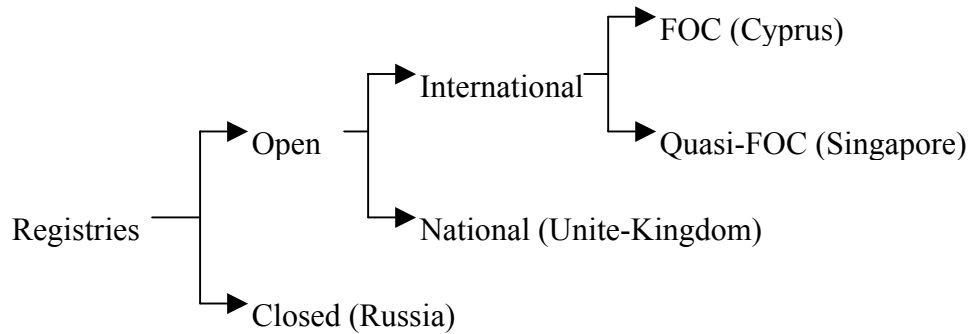 FOC (Cyprus)
International
Open
Quasi-FOC (Singapore)
Registries
National (Unite-Kingdom)
Closed (Russia)